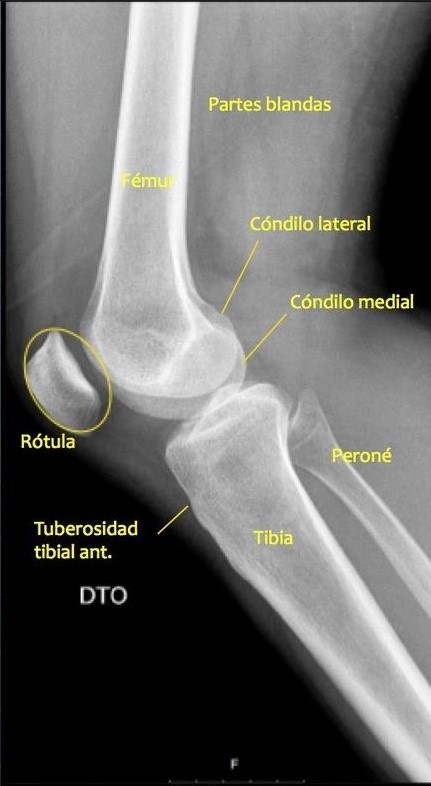 Partes blandas
Fémur
Cóndilo lateral
Cóndilo medial
Rótula
Peroné
Tuberosidad
tibial ant.
Tibia
DTO
F